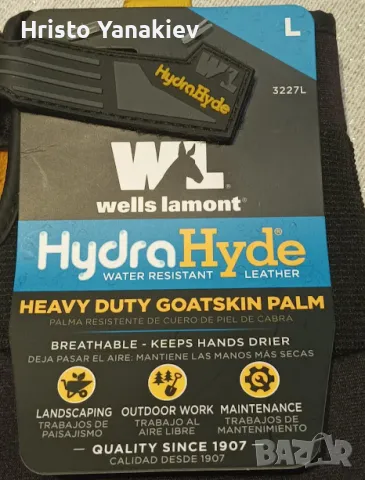 Hristo Yanakiev
L
WL
HydraHyde
3227L
WL
wells lamont®
HydraHyde®
WATER RESISTANT LEATHER
HEAVY DUTY GOATSKIN PALM
PALMA RESISTENTE DE CUERO DE PIEL DE CABRA
BREATHABLE - KEEPS HANDS DRIER
DEJA PASAR EL AIRE: MANTIENE LAS MANOS MÁS SECAS
LANDSCAPING
TRABAJOS DE
PAISAJISMO
OUTDOOR WORK
TRABAJO AL
AIRE LIBRE
MAINTENANCE
TRABAJOS DE
MANTENIMIENTO
QUALITY SINCE 1907
CALIDAD DESDE 1907
bazar